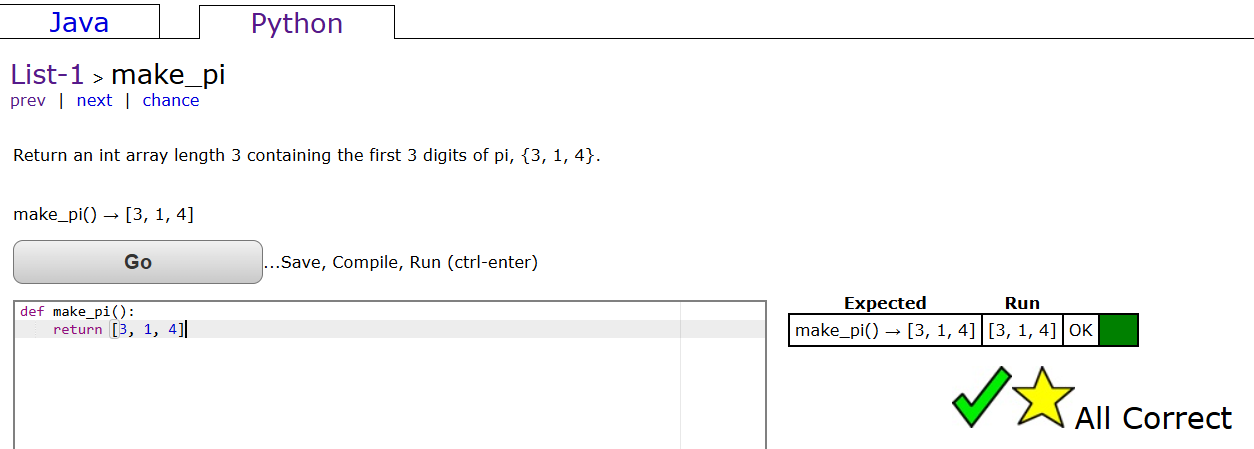 Java Python
List-1 > make_pi
prev | next | chance
Return an int array length 3 containing the first 3 digits of pi, {3, 1, 4}.
make_pi() → [3, 1, 4]
Go ...Save, Compile, Run (ctrl-enter)
def make_pi():
    return [3, 1, 4]
Expected Run
make_pi() → [3, 1, 4] [3, 1, 4] OK
All Correct